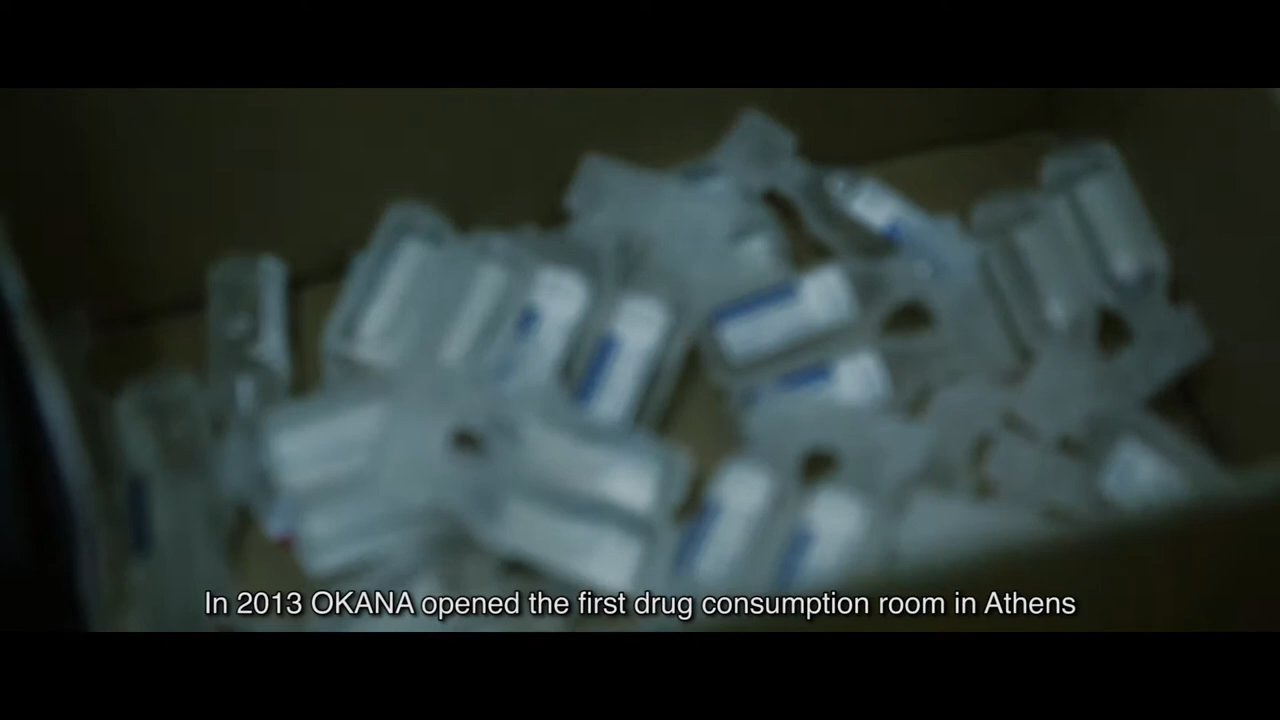 In 2013 OKANA opened the first drug consumption room in Athens